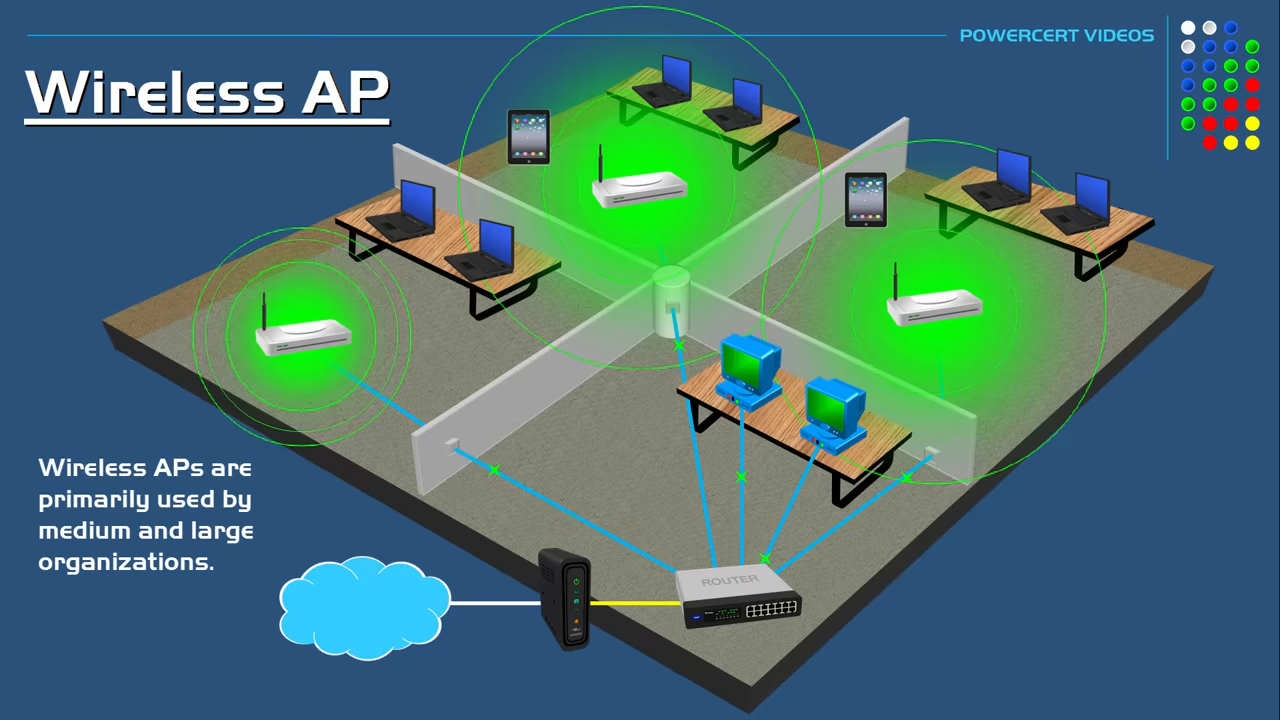 POWERCERT VIDEOS
Wireless AP
Wireless APs are
primarily used by
medium and large
organizations.
ROUTER